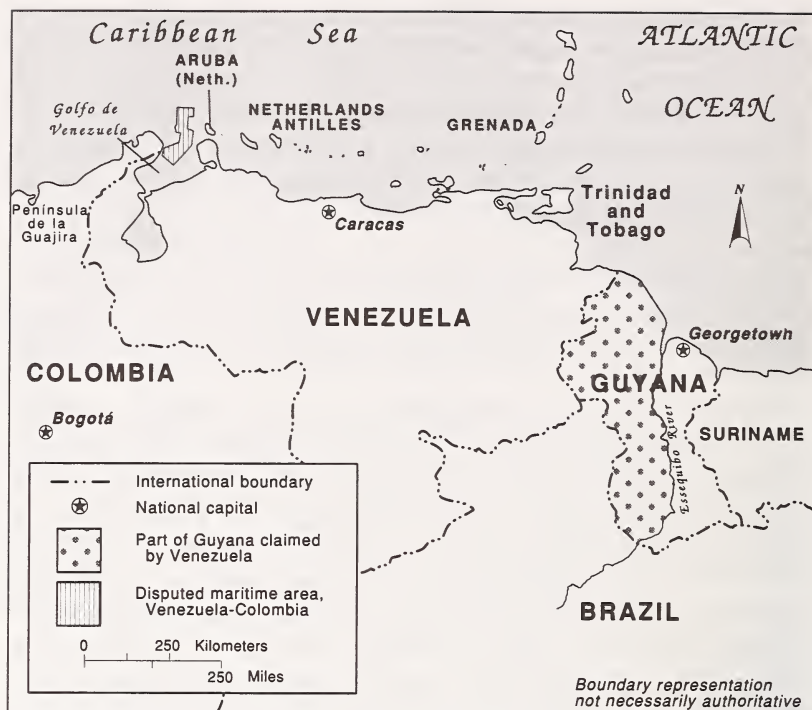 Caribbean Sea
ATLANTIC
OCEAN
ARUBA
(Neth.)
Golfo de
Venezuela
NETHERLANDS
ANTILLES
GRENADA
Península
de la
Guajira
Caracas
Trinidad
and
Tobago
N
VENEZUELA
Georgetowh
COLOMBIA
GUYANA
Bogotá
SURINAME
Essequibo River
International boundary
National capital
Part of Guyana claimed
by Venezuela
Disputed maritime area,
Venezuela-Colombia
0 250 Kilometers
250 Miles
BRAZIL
Boundary representation
not necessarily authoritative